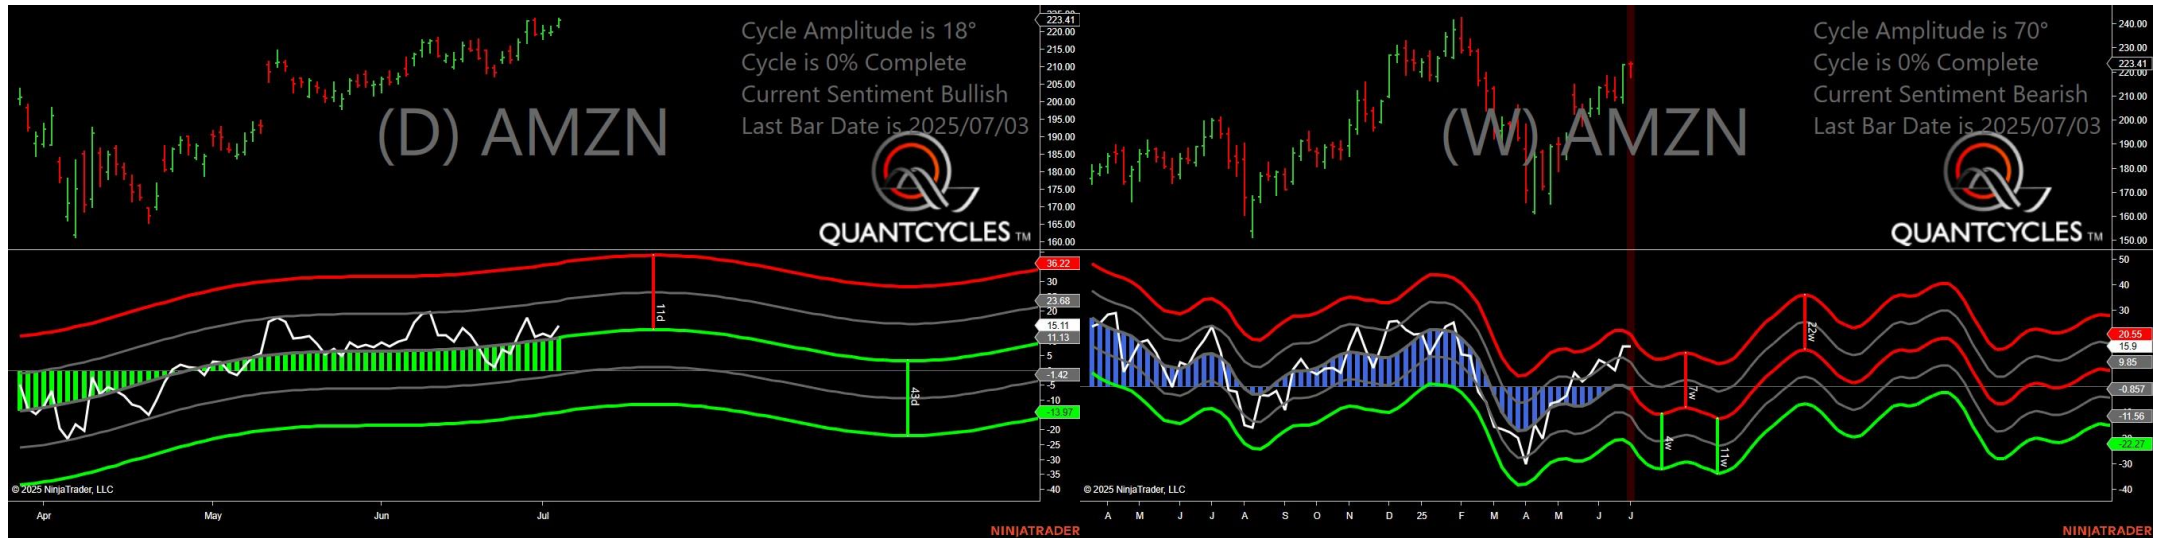 Cycle Amplitude is 18°
Cycle is 0% Complete
Current Sentiment Bullish
Last Bar Date is 2025/07/03
(D) AMZN
QUANTCYCLES TM
223.41
220.00
215.00
210.00
205.00
200.00
195.00
190.00
185.00
180.00
175.00
170.00
165.00
160.00
36.22
30
23.68
20
15.11
11.13
5
-1.42
-5
-10
-13.97
-20
-25
-30
-35
-40
11d
43d
© 2025 NinjaTrader, LLC
Apr May Jun Jul
NINJATRADER
Cycle Amplitude is 70°
Cycle is 0% Complete
Current Sentiment Bearish
Last Bar Date is 2025/07/03
(W) AMZN
QUANTCYCLES TM
240.00
230.00
223.41
220.00
210.00
200.00
190.00
180.00
170.00
160.00
150.00
50
40
30
20.55
15.9
9.85
-0.857
-11.56
-22.27
-30
-40
22w
7w
4w
11w
© 2025 NinjaTrader, LLC
A M J J A S O N D 25 F M A M J J
NINJATRADER